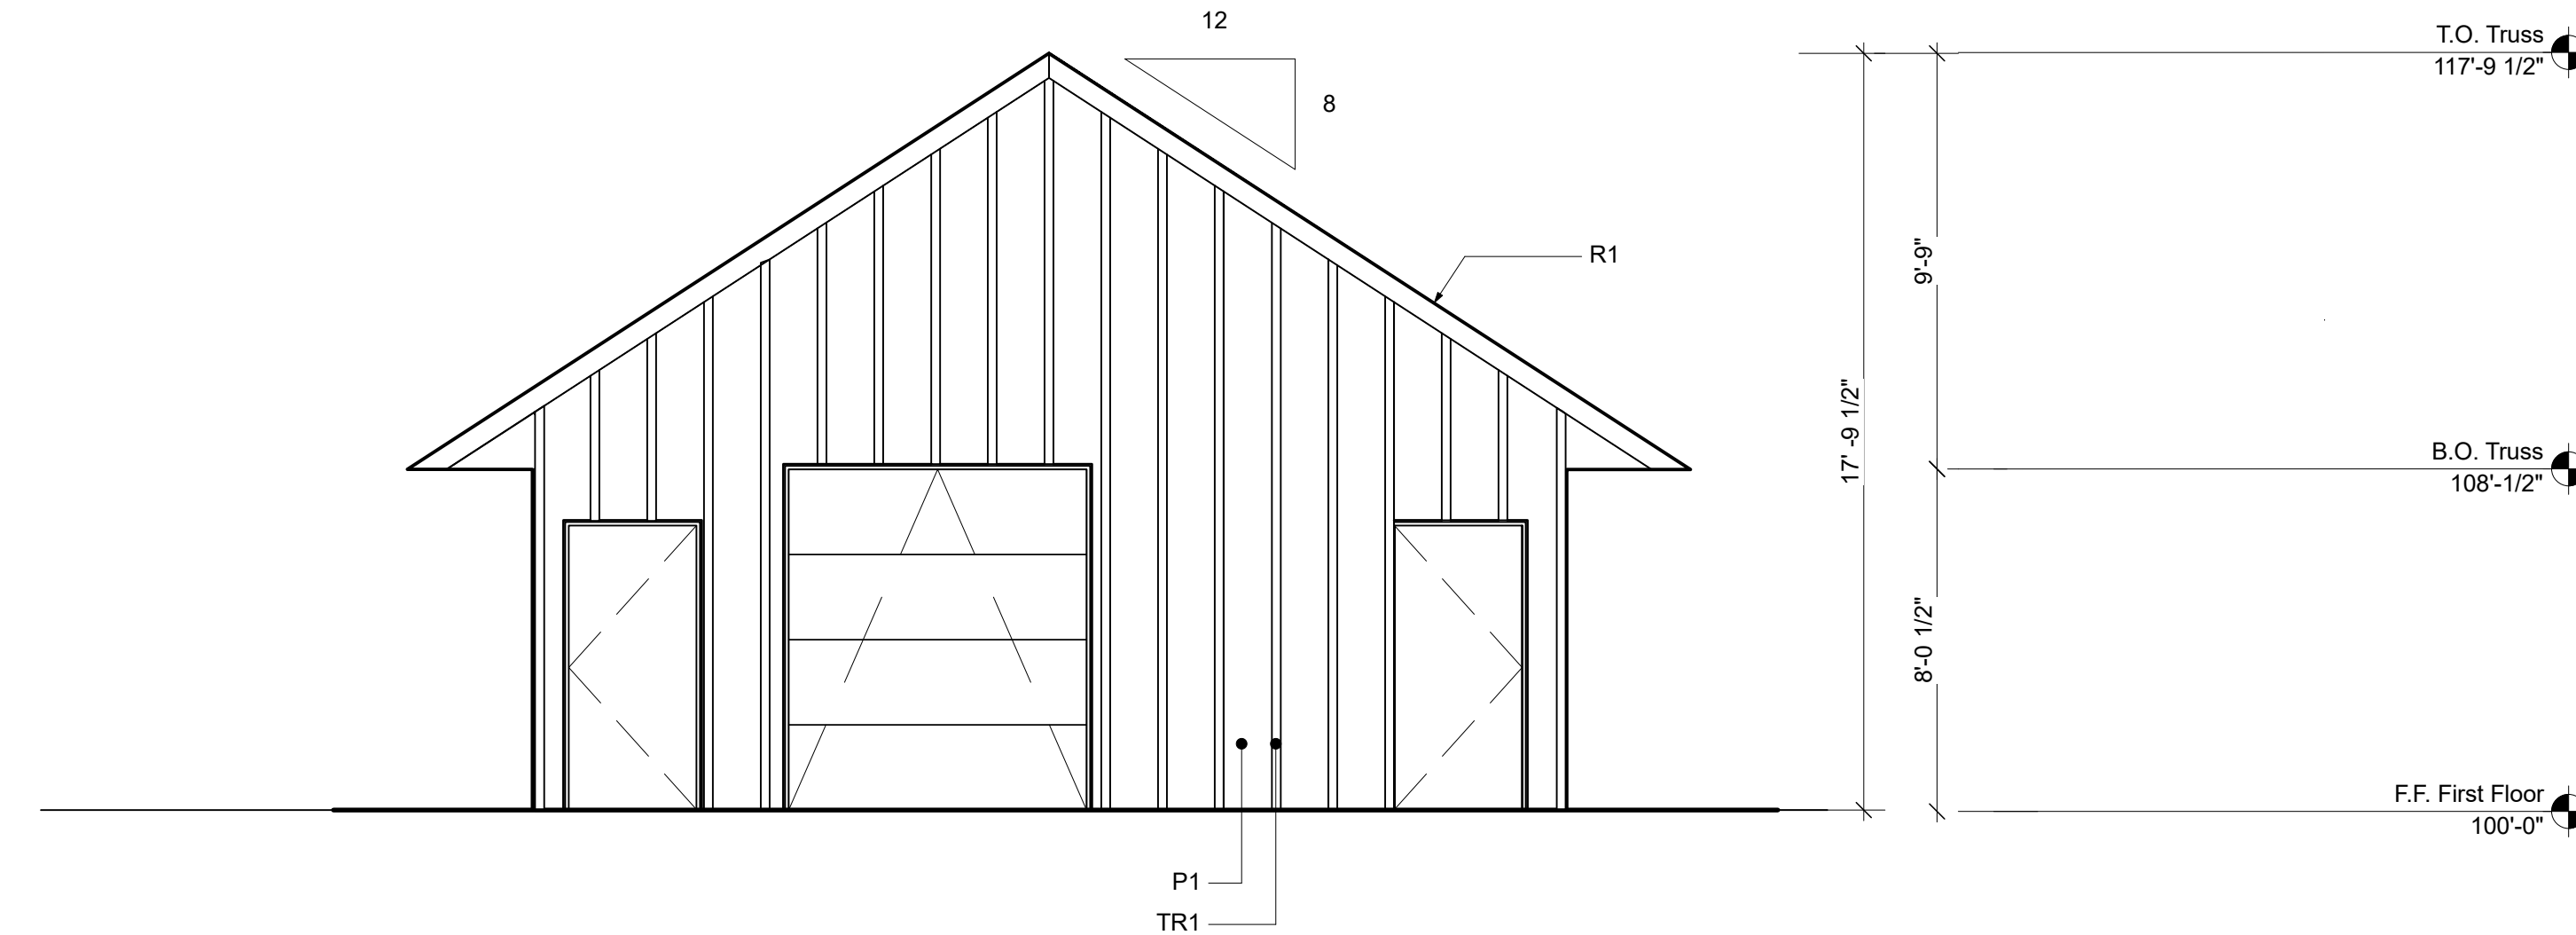 12
T.O. Truss
117'-9 1/2"
8
R1
9'-9"
17' -9 1/2"
B.O. Truss
108'-1/2"
8'-0 1/2"
F.F. First Floor
100'-0"
P1
TR1